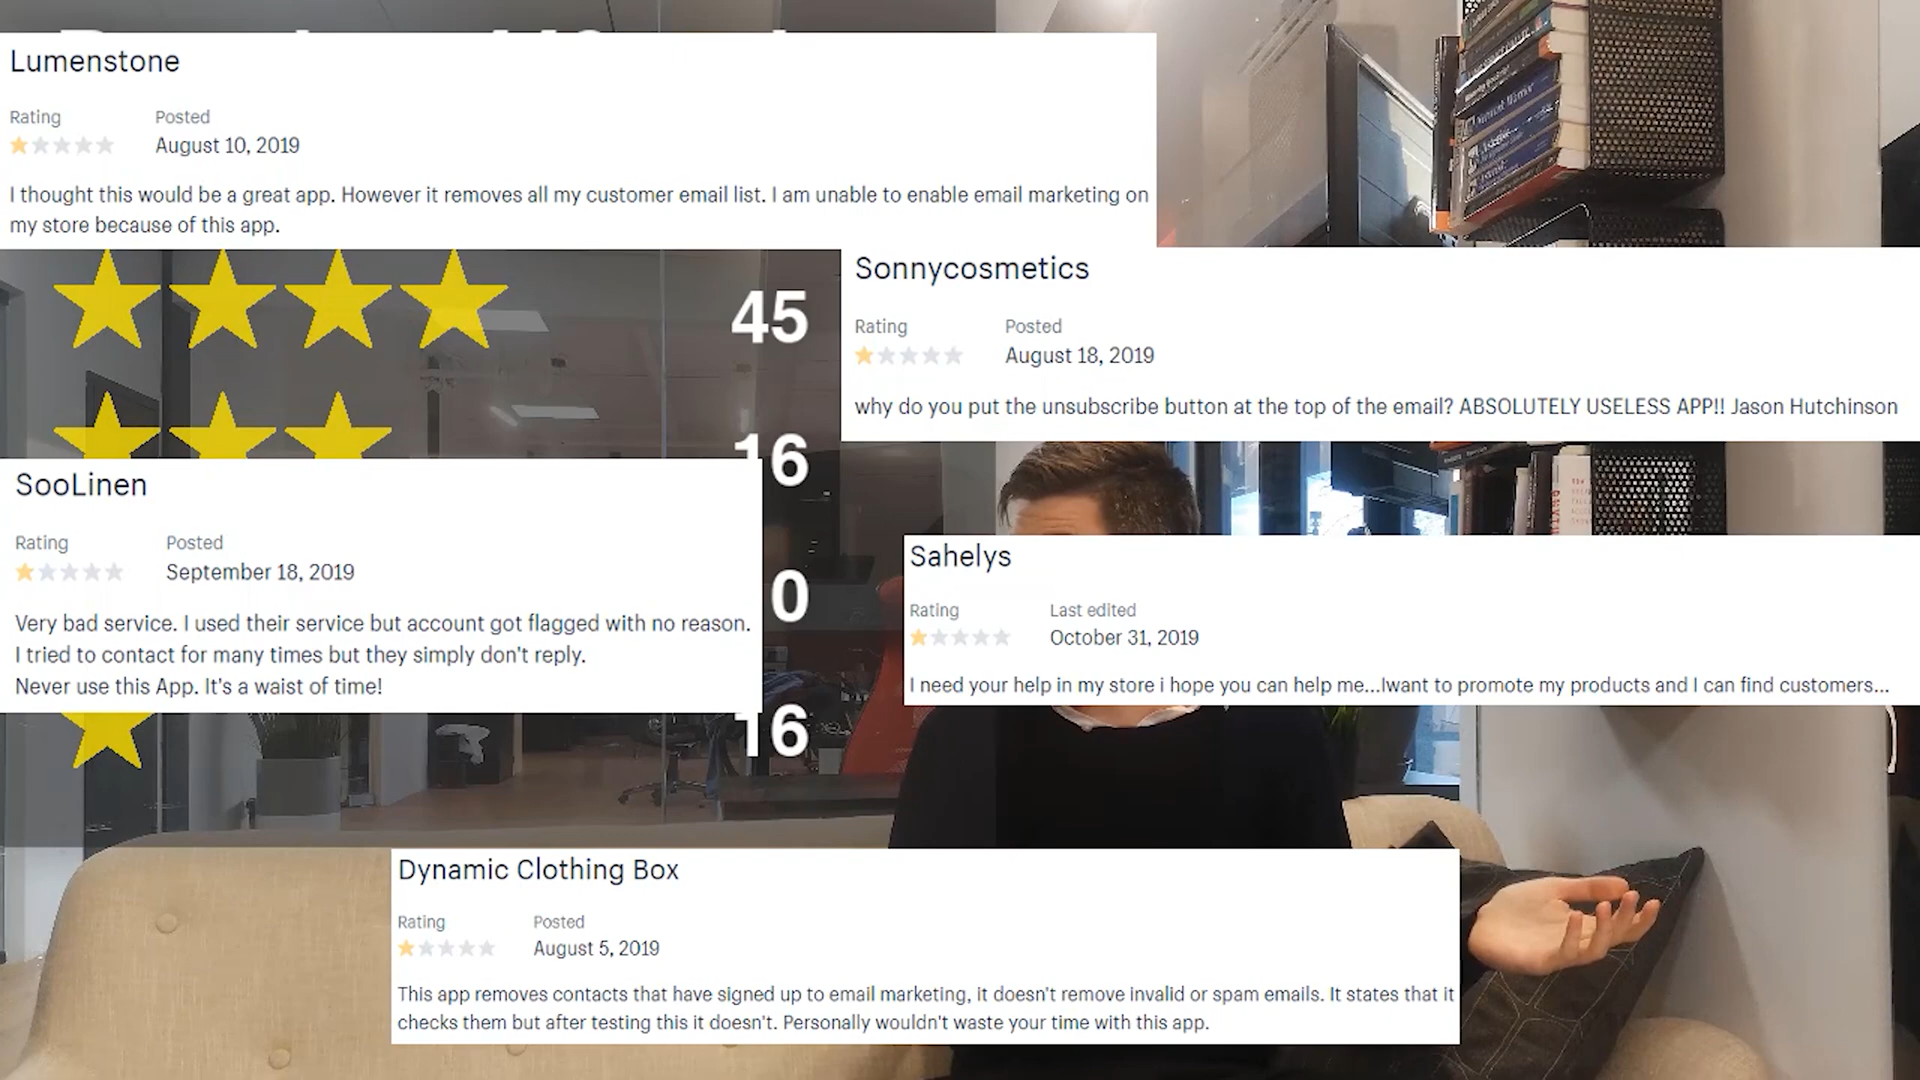 Lumenstone
Rating Posted
August 10, 2019
I thought this would be a great app. However it removes all my customer email list. I am unable to enable email marketing on
my store because of this app.
45
16
0
16
Sonnycosmetics
Rating Posted
August 18, 2019
why do you put the unsubscribe button at the top of the email? ABSOLUTELY USELESS APP!! Jason Hutchinson
SooLinen
Rating Posted
September 18, 2019
Very bad service. I used their service but account got flagged with no reason.
I tried to contact for many times but they simply don't reply.
Never use this App. It's a waist of time!
Sahelys
Rating Last edited
October 31, 2019
I need your help in my store i hope you can help me...Iwant to promote my products and I can find customers...
Dynamic Clothing Box
Rating Posted
August 5, 2019
This app removes contacts that have signed up to email marketing, it doesn't remove invalid or spam emails. It states that it
checks them but after testing this it doesn't. Personally wouldn't waste your time with this app.